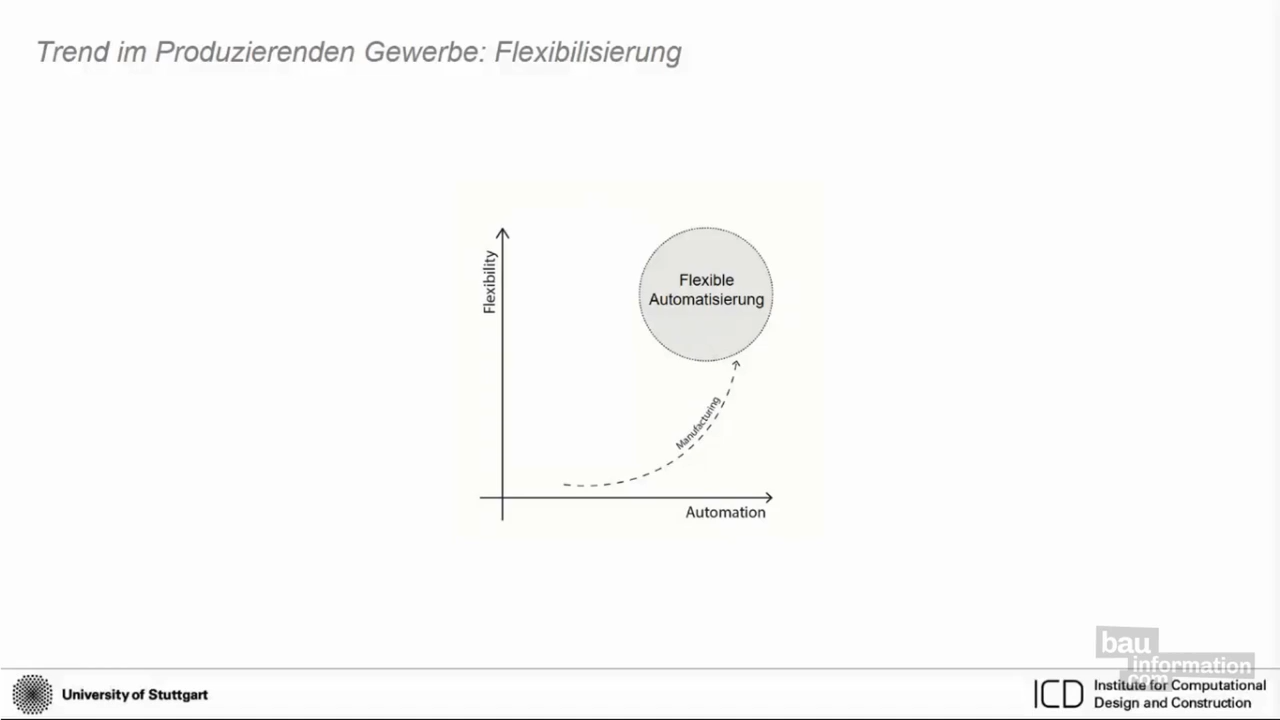 Trend im Produzierenden Gewerbe: Flexibilisierung
Flexibility
Flexible
Automatisierung
Manufacturing
Automation
bau
information
com
University of Stuttgart
ICD
Institute for Computational
Design and Construction